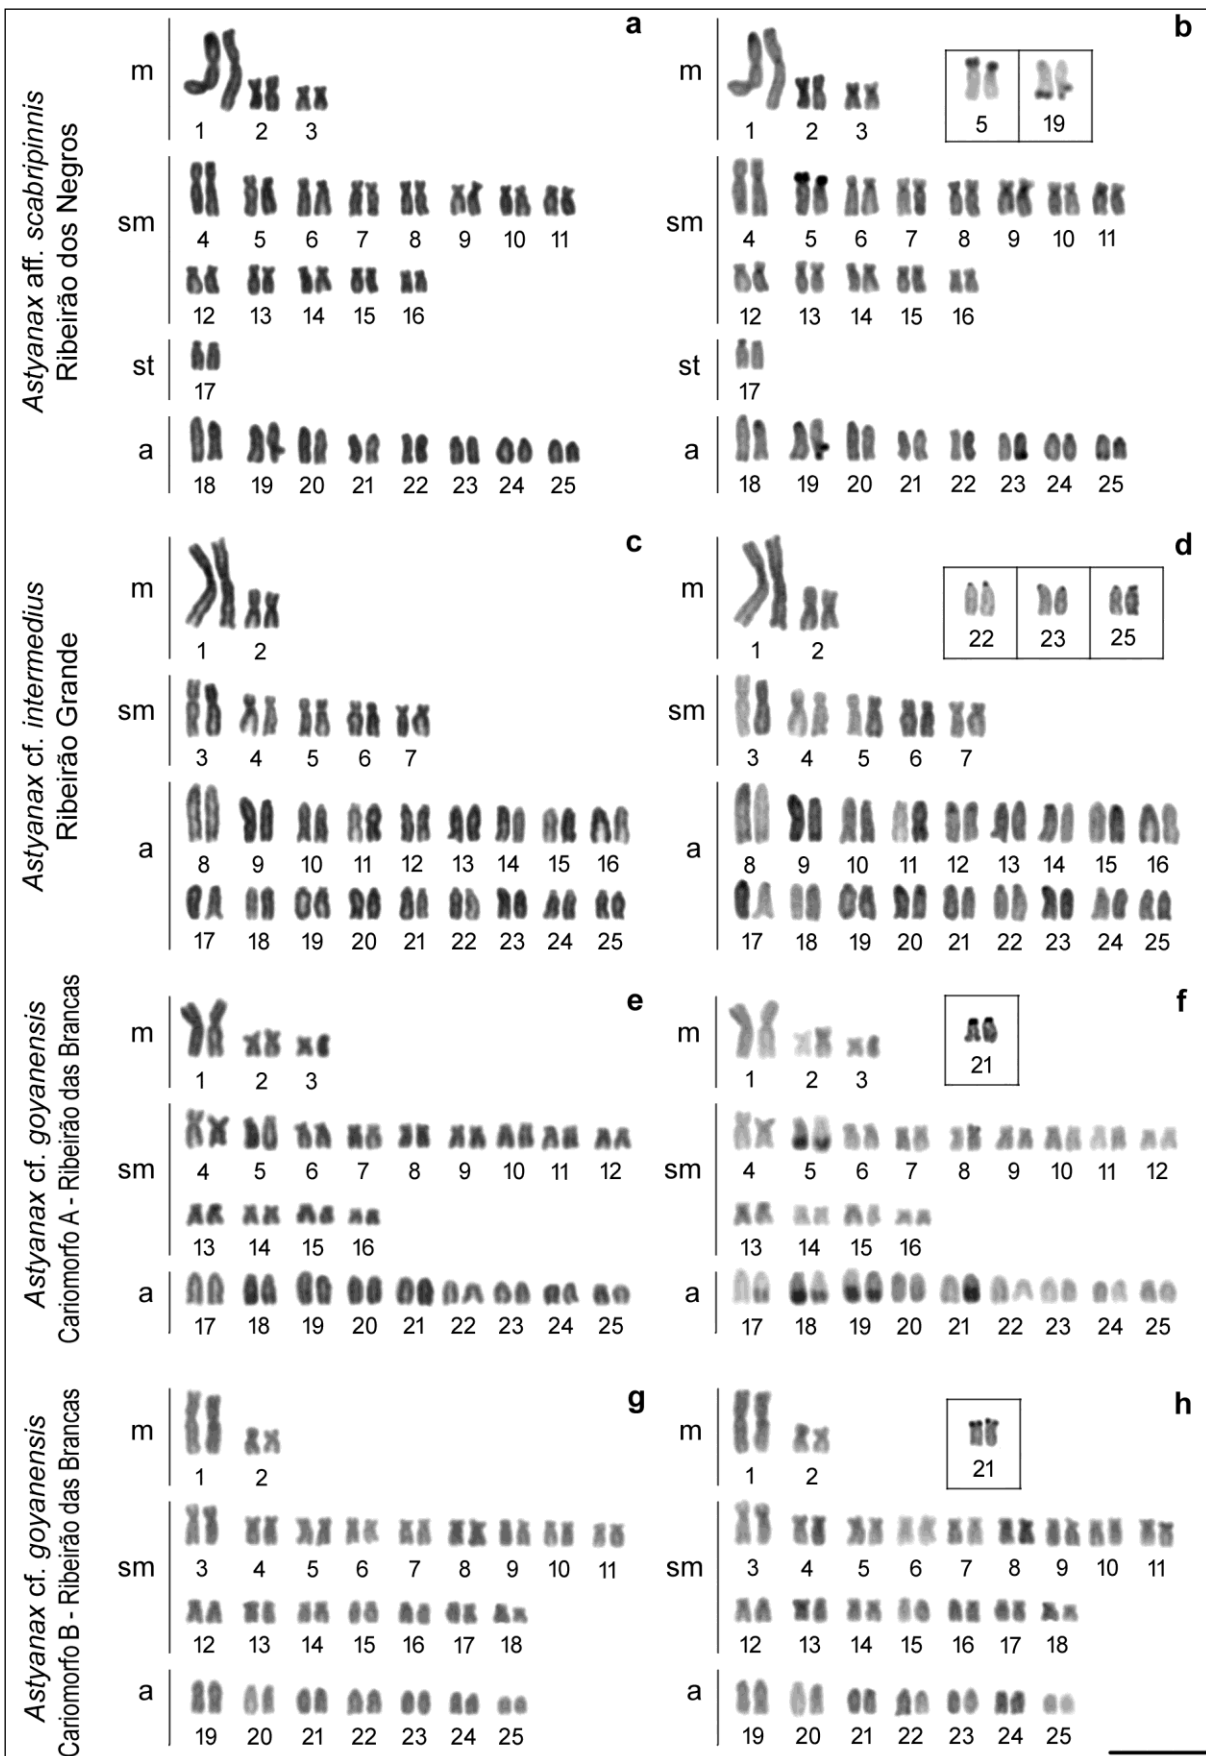 Astyanax aff. scabripinnis
Ribeirão dos Negros
a
m
1 2 3
sm
4 5 6 7 8 9 10 11
12 13 14 15 16
st
17
a
18 19 20 21 22 23 24 25
b
m
1 2 3
5 19
sm
4 5 6 7 8 9 10 11
12 13 14 15 16
st
17
a
18 19 20 21 22 23 24 25
Astyanax cf. intermedius
Ribeirão Grande
c
m
1 2
sm
3 4 5 6 7
a
8 9 10 11 12 13 14 15 16
17 18 19 20 21 22 23 24 25
d
m
1 2
22 23 25
sm
3 4 5 6 7
a
8 9 10 11 12 13 14 15 16
17 18 19 20 21 22 23 24 25
Astyanax cf. goyanensis
Cariomorfo A - Ribeirão das Brancas
e
m
1 2 3
sm
4 5 6 7 8 9 10 11 12
13 14 15 16
a
17 18 19 20 21 22 23 24 25
f
m
1 2 3
21
sm
4 5 6 7 8 9 10 11 12
13 14 15 16
a
17 18 19 20 21 22 23 24 25
Astyanax cf. goyanensis
Cariomorfo B - Ribeirão das Brancas
g
m
1 2
sm
3 4 5 6 7 8 9 10 11
12 13 14 15 16 17 18
a
19 20 21 22 23 24 25
h
m
1 2
21
sm
3 4 5 6 7 8 9 10 11
12 13 14 15 16 17 18
a
19 20 21 22 23 24 25